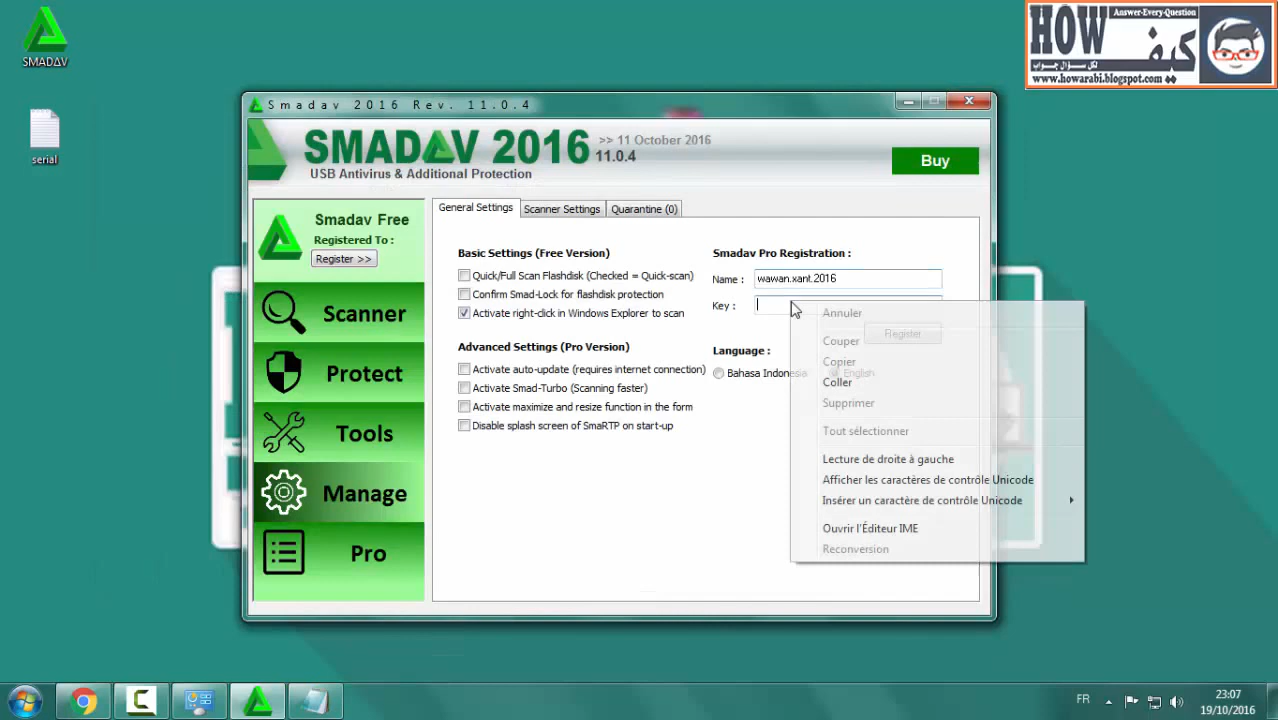 SMADΔV
serial
Answer-Every-Question
HOW
كيف
لكل سؤال جواب
www.howarabi.blogspot.com
Smadav 2016 Rev. 11.0.4
SMADAV 2016
>> 11 October 2016
11.0.4
USB Antivirus & Additional Protection
Buy
Smadav Free
Registered To :
Register >>
Scanner
Protect
Tools
Manage
Pro
General Settings
Scanner Settings
Quarantine (0)
Basic Settings (Free Version)
Quick/Full Scan Flashdisk (Checked = Quick-scan)
Confirm Smad-Lock for flashdisk protection
Activate right-click in Windows Explorer to scan
Advanced Settings (Pro Version)
Activate auto-update (requires internet connection)
Activate Smad-Turbo (Scanning faster)
Activate maximize and resize function in the form
Disable splash screen of SmaRTP on start-up
Smadav Pro Registration :
Name : wawan.xant.2016
Key :
Register
Language :
Bahasa Indonesia
English
Annuler
Couper
Copier
Coller
Supprimer
Tout sélectionner
Lecture de droite à gauche
Afficher les caractères de contrôle Unicode
Insérer un caractère de contrôle Unicode
Ouvrir l'Éditeur IME
Reconversion
FR
23:07
19/10/2016